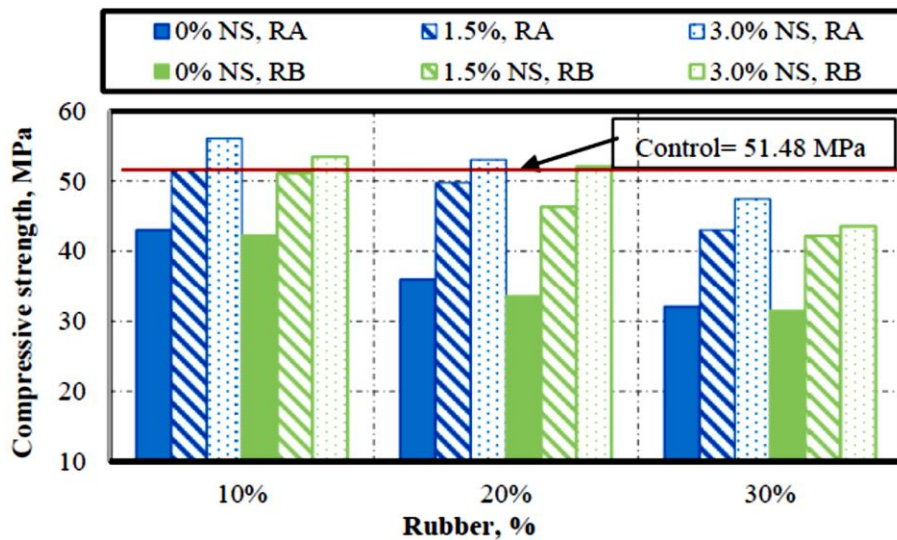 0% NS, RA 1.5%, RA 3.0% NS, RA
0% NS, RB 1.5% NS, RB 3.0% NS, RB
Compressive strength, MPa
60
50
40
30
20
10
Control= 51.48 MPa
10% 20% 30%
Rubber, %